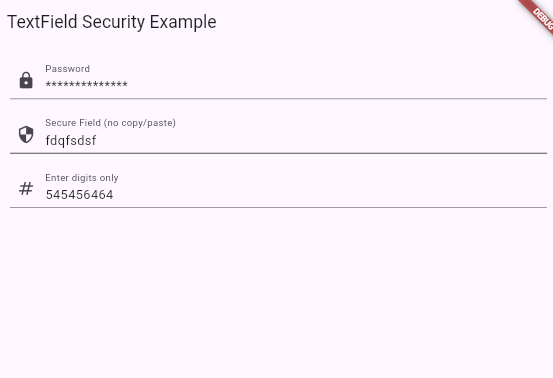 TextField Security Example
DEBUG
Password
**************
Secure Field (no copy/paste)
fdqfsdsf
Enter digits only
545456464